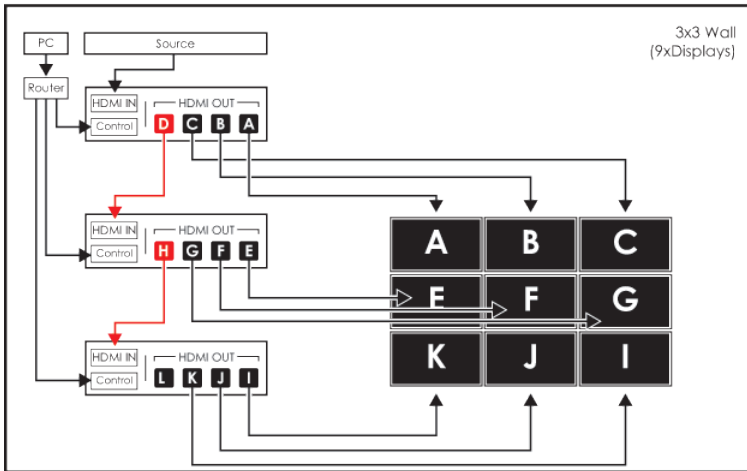 3x3 Wall
(9xDisplays)
PC
Source
Router
HDMI IN
HDMI OUT
Control
D C B A
HDMI IN
HDMI OUT
Control
H G F E
HDMI IN
HDMI OUT
Control
L K J I
A B C
E F G
K J I